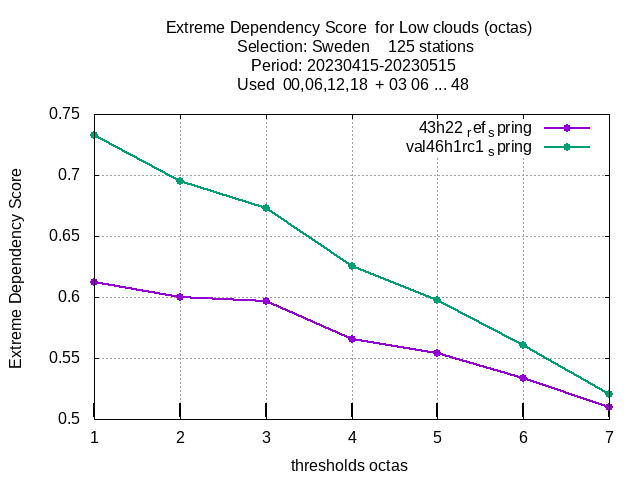 Extreme Dependency Score  for Low clouds (octas)
Selection: Sweden    125 stations
Period: 20230415-20230515
Used  00,06,12,18  + 03 06 ... 48
0.75
0.7
0.65
0.6
0.55
0.5
Extreme Dependency Score
43h22 ref spring
val46h1rc1 spring
1 2 3 4 5 6 7
thresholds octas